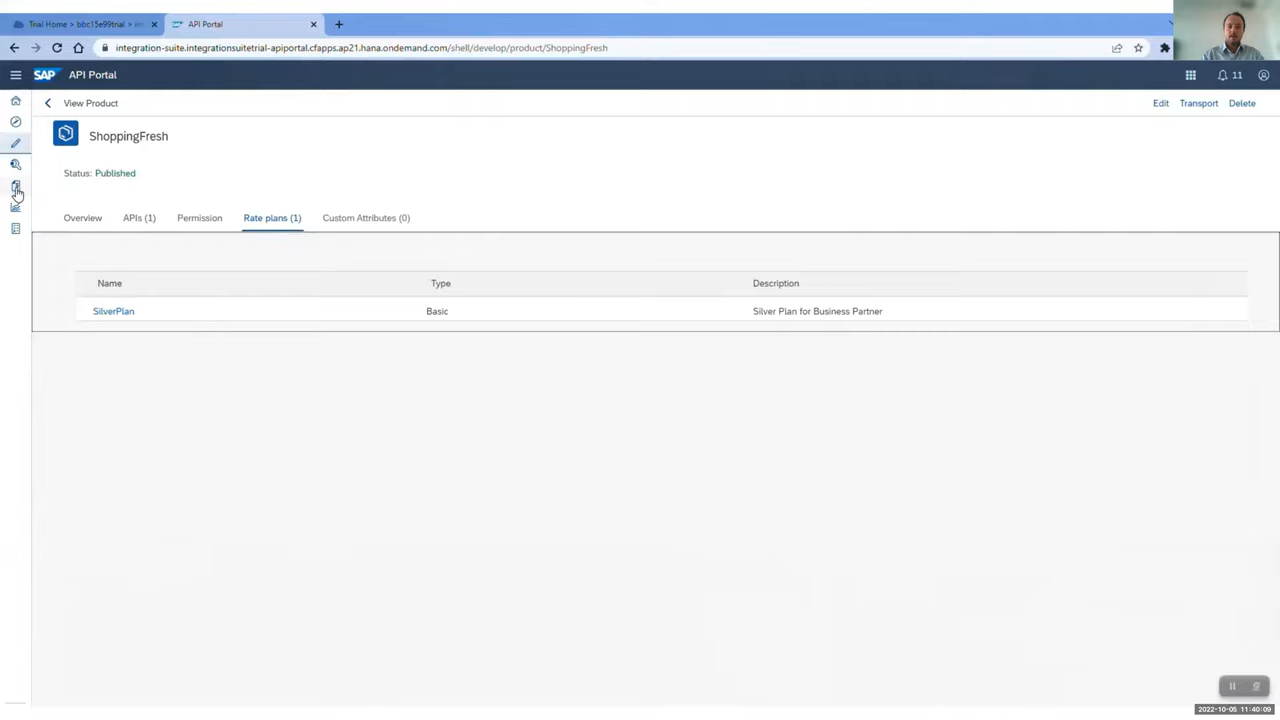 Trial Home > bbc15e99trial >
API Portal
integration-suite.integrationsuitetrial-apiportal.cfapps.ap21.hana.ondemand.com/shell/develop/product/ShoppingFresh
SAP API Portal
11
View Product
Edit Transport Delete
ShoppingFresh
Status: Published
Overview APIs (1) Permission Rate plans (1) Custom Attributes (0)
Name Type Description
SilverPlan Basic Silver Plan for Business Partner
2022-10-05 11:40:09